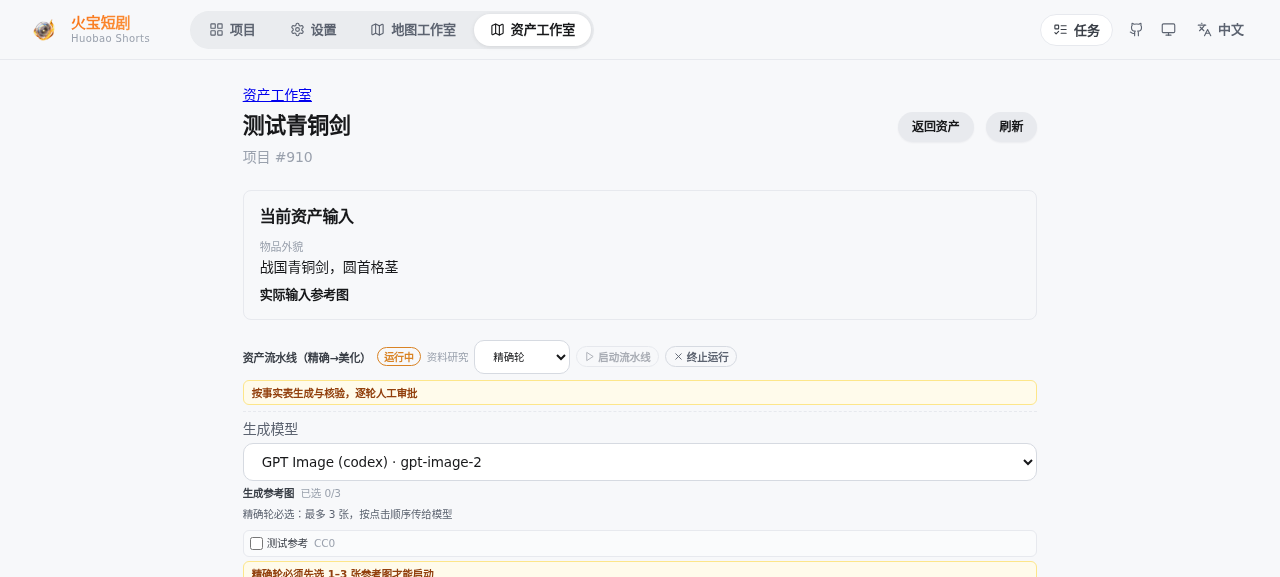 火宝短剧
Huobao Shorts
项目 设置 地图工作室 资产工作室 任务 中文
资产工作室
测试青铜剑
返回资产 刷新
项目 #910
当前资产输入
物品外貌
战国青铜剑，圆首格茎
实际输入参考图
资产流水线（精确→美化） 运行中 资料研究 精确轮 启动流水线 终止运行
按事实表生成与核验，逐轮人工审批
生成模型
GPT Image (codex) · gpt-image-2
生成参考图 已选 0/3
精确轮必选：最多 3 张，按点击顺序传给模型
测试参考 CC0
精确轮必须先选 1–3 张参考图才能启动